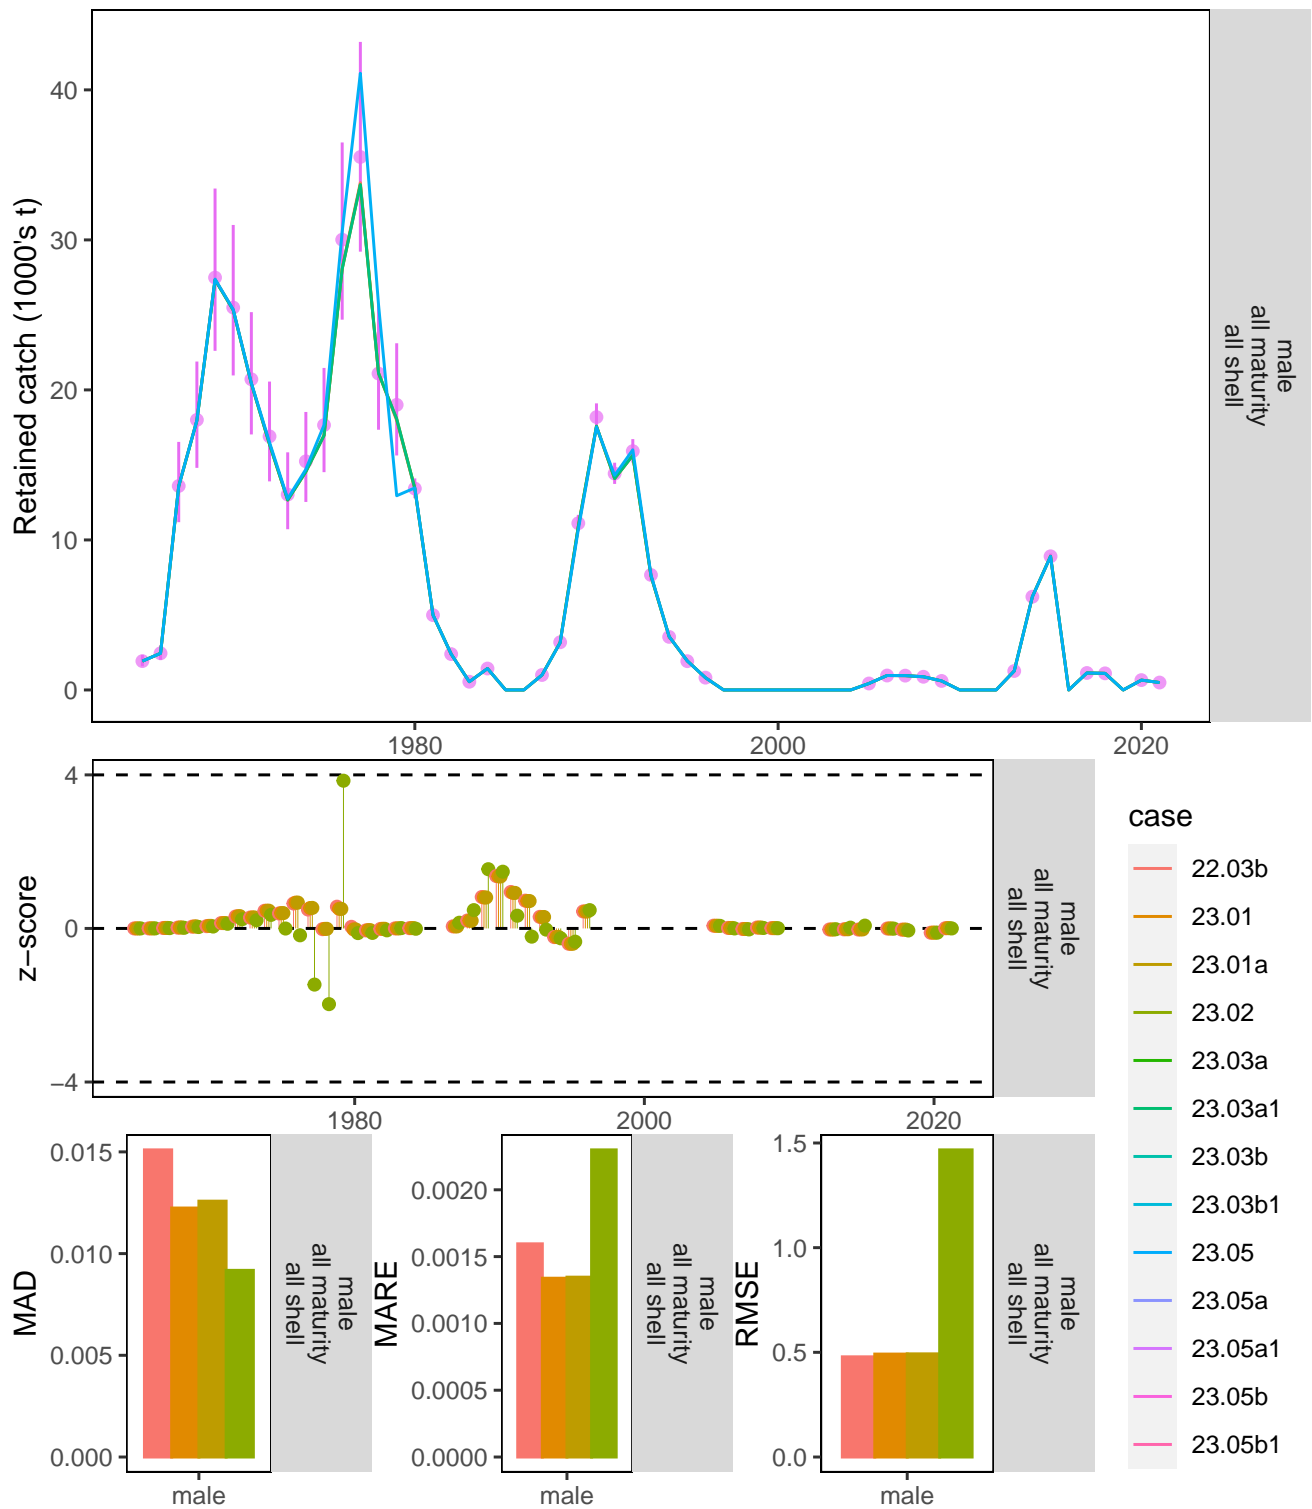 Retained catch (1000's t)
40
30
20
10
0
1980
2000
2020
male
all maturity
all shell
z−score
4
0
−4
1980
2000
2020
male
all maturity
all shell
case
22.03b
23.01
23.01a
23.02
23.03a
23.03a1
23.03b
23.03b1
23.05
23.05a
23.05a1
23.05b
23.05b1
MAD
0.015
0.010
0.005
0.000
male
male
all maturity
all shell
MARE
0.0020
0.0015
0.0010
0.0005
0.0000
male
male
all maturity
all shell
RMSE
1.5
1.0
0.5
0.0
male
male
all maturity
all shell